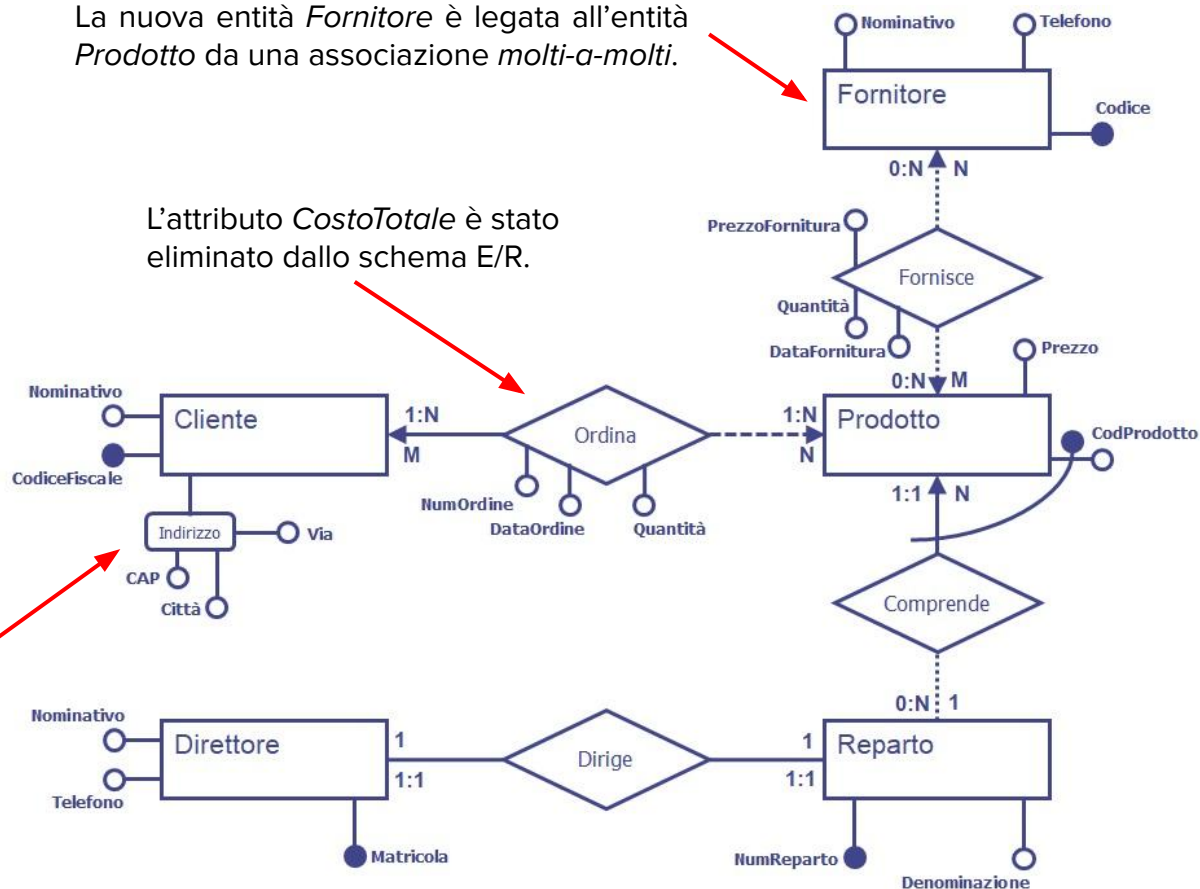 La nuova entità Fornitore è legata all'entità
Prodotto da una associazione molti-a-molti.
Nominativo
Telefono
Fornitore
Codice
0:N
N
L'attributo CostoTotale è stato
eliminato dallo schema E/R.
PrezzoFornitura
Fornisce
Quantità
DataFornitura
Prezzo
0:N
M
Nominativo
Cliente
1:N
M
Ordina
1:N
N
Prodotto
CodProdotto
CodiceFiscale
NumOrdine
DataOrdine
Quantità
1:1
N
Indirizzo
Via
CAP
Città
Comprende
0:N
1
Nominativo
Direttore
1
1:1
Dirige
1
1:1
Reparto
Telefono
Matricola
NumReparto
Denominazione